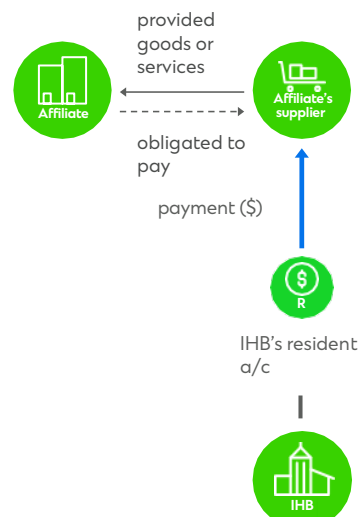 provided
goods or
services
Affiliate
Affiliate's
supplier
obligated to
pay
payment ($)
$
R
IHB's resident
a/c
IHB